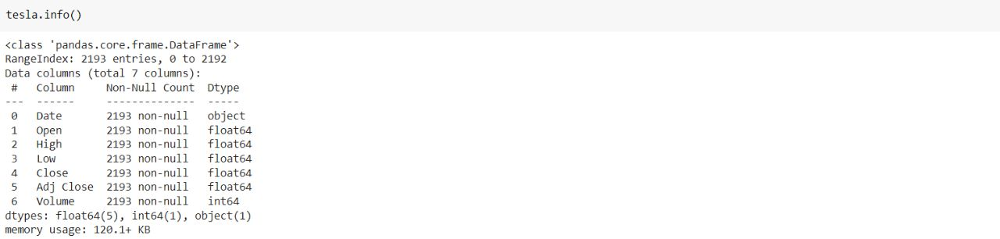 tesla.info()
<class 'pandas.core.frame.DataFrame'>
RangeIndex: 2193 entries, 0 to 2192
Data columns (total 7 columns):
 #   Column     Non-Null Count  Dtype
---  ------     --------------  -----
 0   Date       2193 non-null   object
 1   Open       2193 non-null   float64
 2   High       2193 non-null   float64
 3   Low        2193 non-null   float64
 4   Close      2193 non-null   float64
 5   Adj Close  2193 non-null   float64
 6   Volume     2193 non-null   int64
dtypes: float64(5), int64(1), object(1)
memory usage: 120.1+ KB